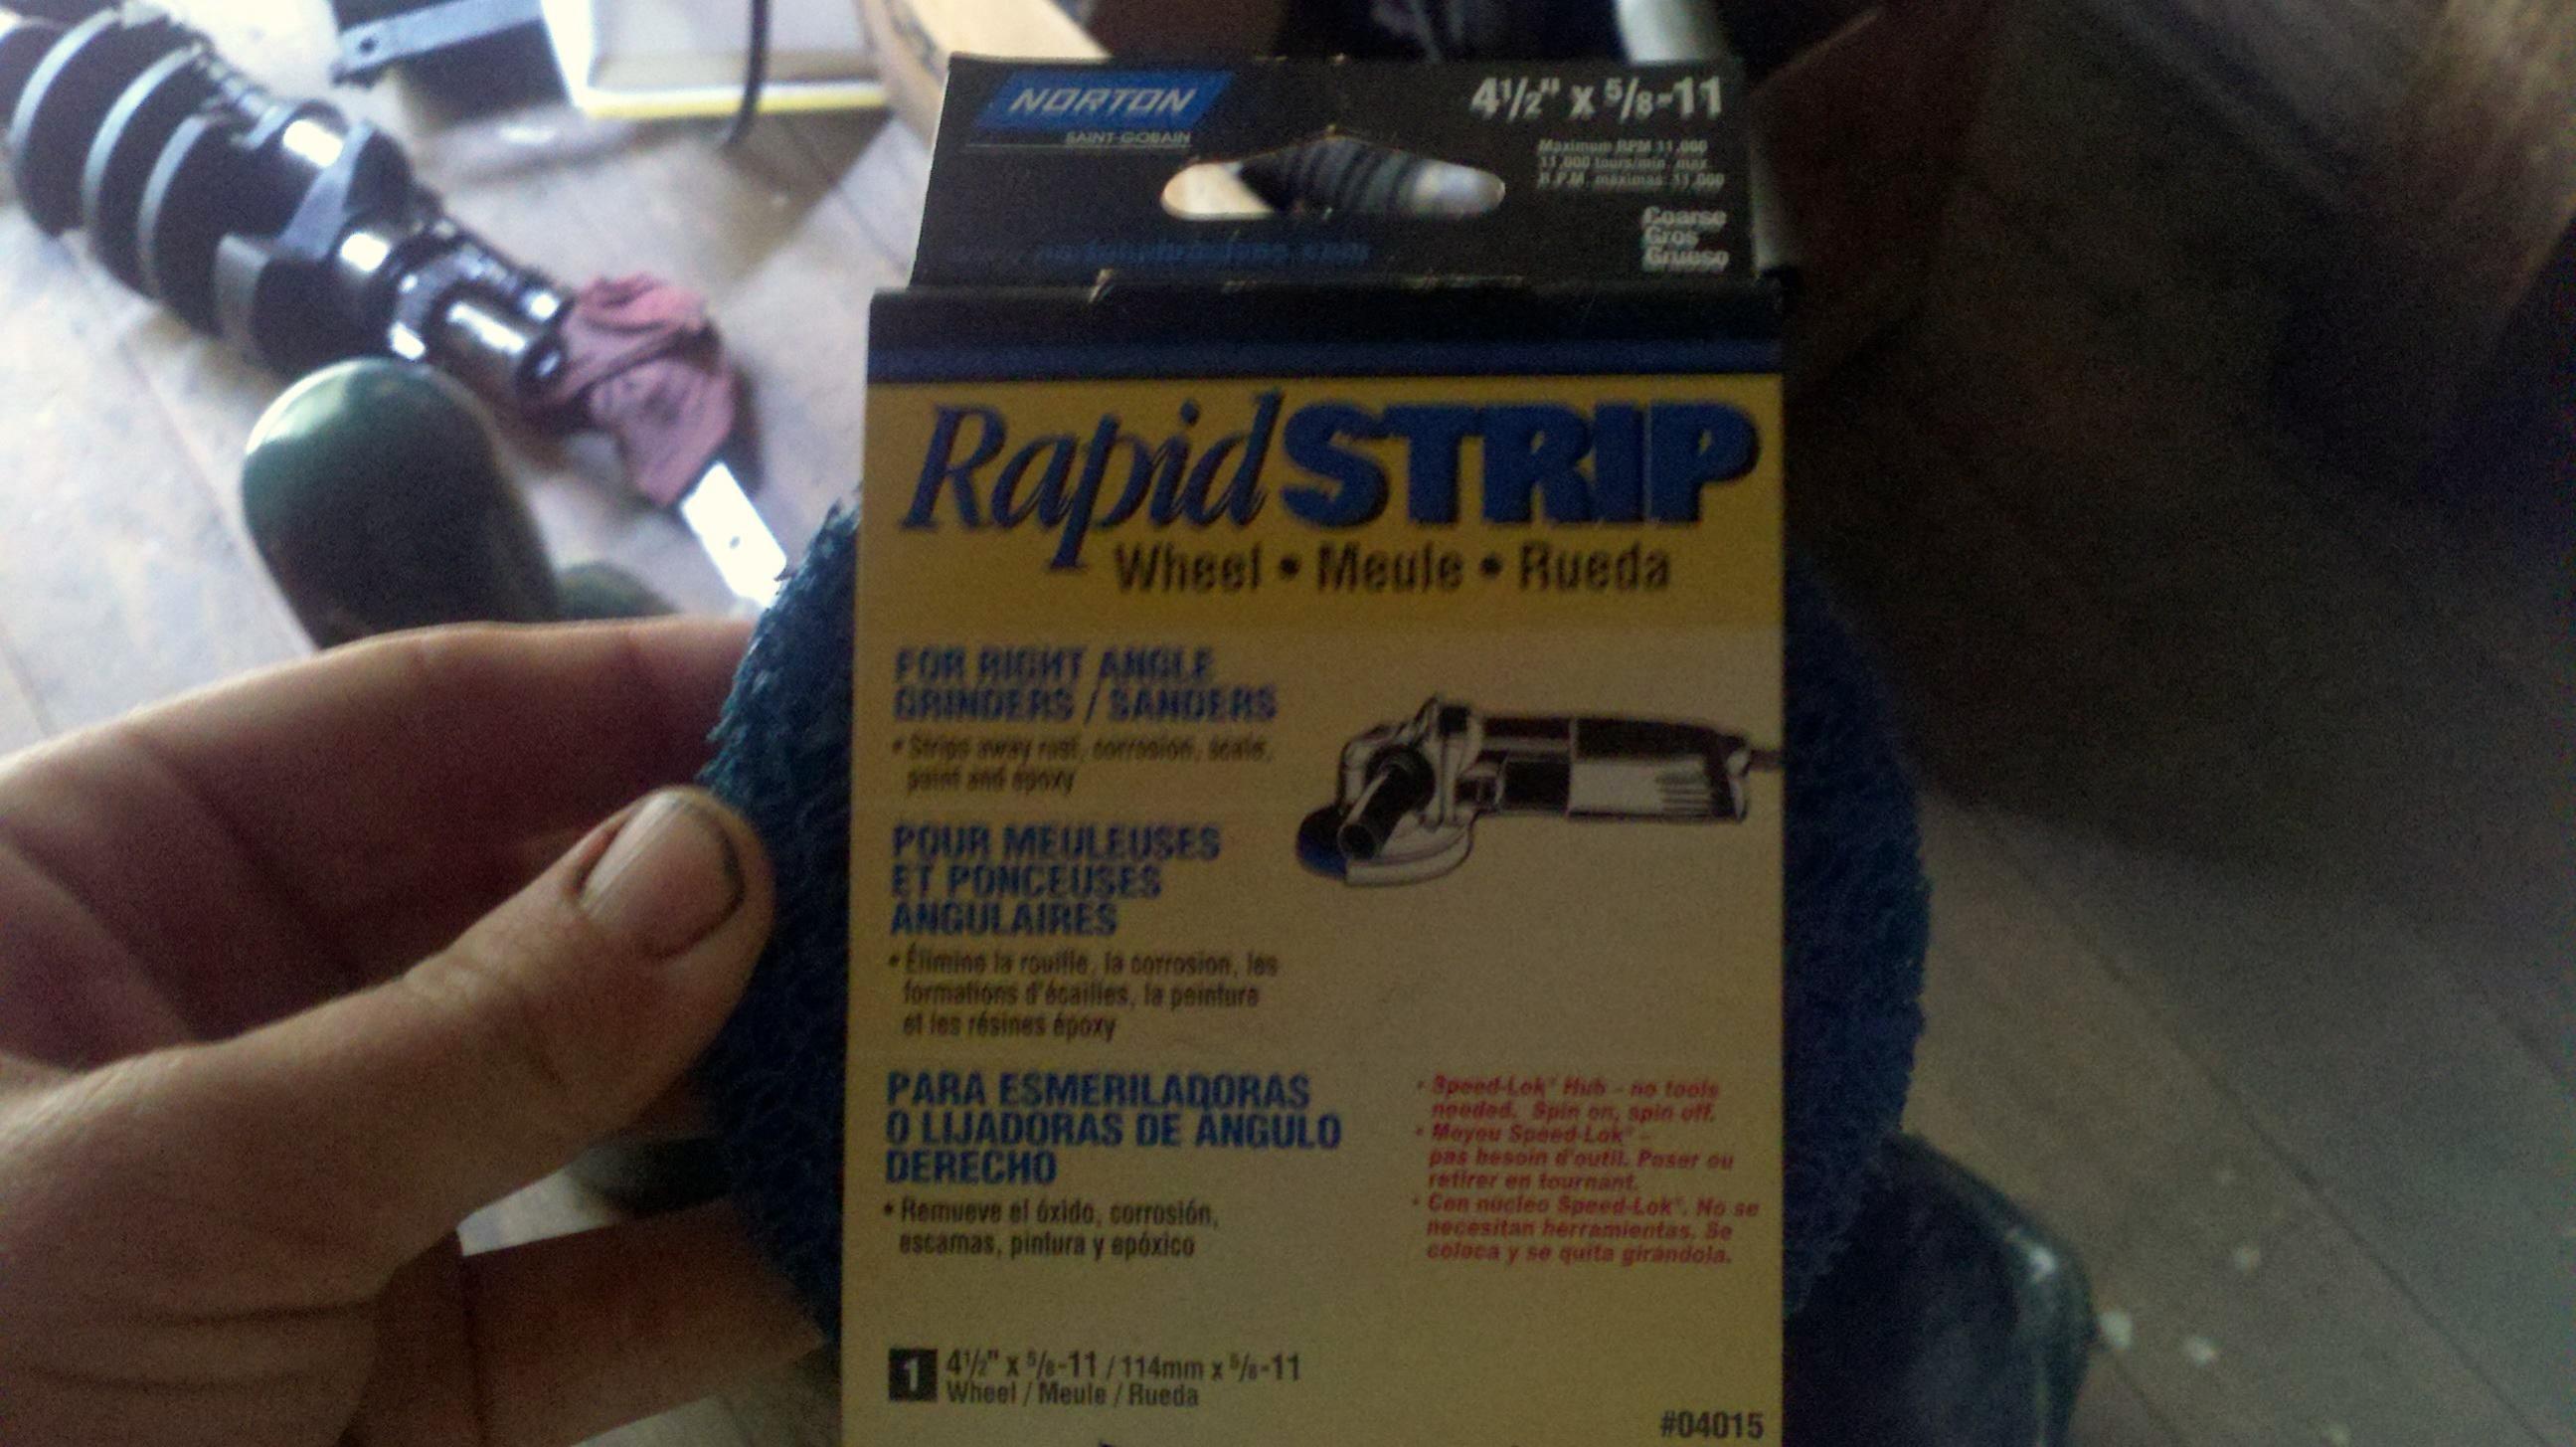 NORTON
SAINT-GOBAIN
4½" x ⁵/₈-11
Maximum RPM 11,000
11,000 tours/min. max.
R.P.M. máximas 11,000
Coarse
Gros
Grueso
RapidSTRIP
Wheel • Meule • Rueda
FOR RIGHT ANGLE
GRINDERS / SANDERS
• Strips away rust, corrosion, scale,
paint and epoxy
POUR MEULEUSES
ET PONCEUSES
ANGULAIRES
• Élimine la rouille, la corrosion, les
formations d'écailles, la peinture
et les résines époxy
PARA ESMERILADORAS
O LIJADORAS DE ÁNGULO
DERECHO
• Remueve el óxido, corrosión,
escamas, pintura y epóxico
• Speed-Lok® Hub – no tools
needed. Spin on, spin off.
• Moyeu Speed-Lok® –
pas besoin d'outil. Poser ou
retirer en tournant.
• Con núcleo Speed-Lok®. No se
necesitan herramientas. Se
coloca y se quita girándola.
1 4½" x ⁵/₈-11 / 114mm x ⁵/₈-11
Wheel / Meule / Rueda
#04015